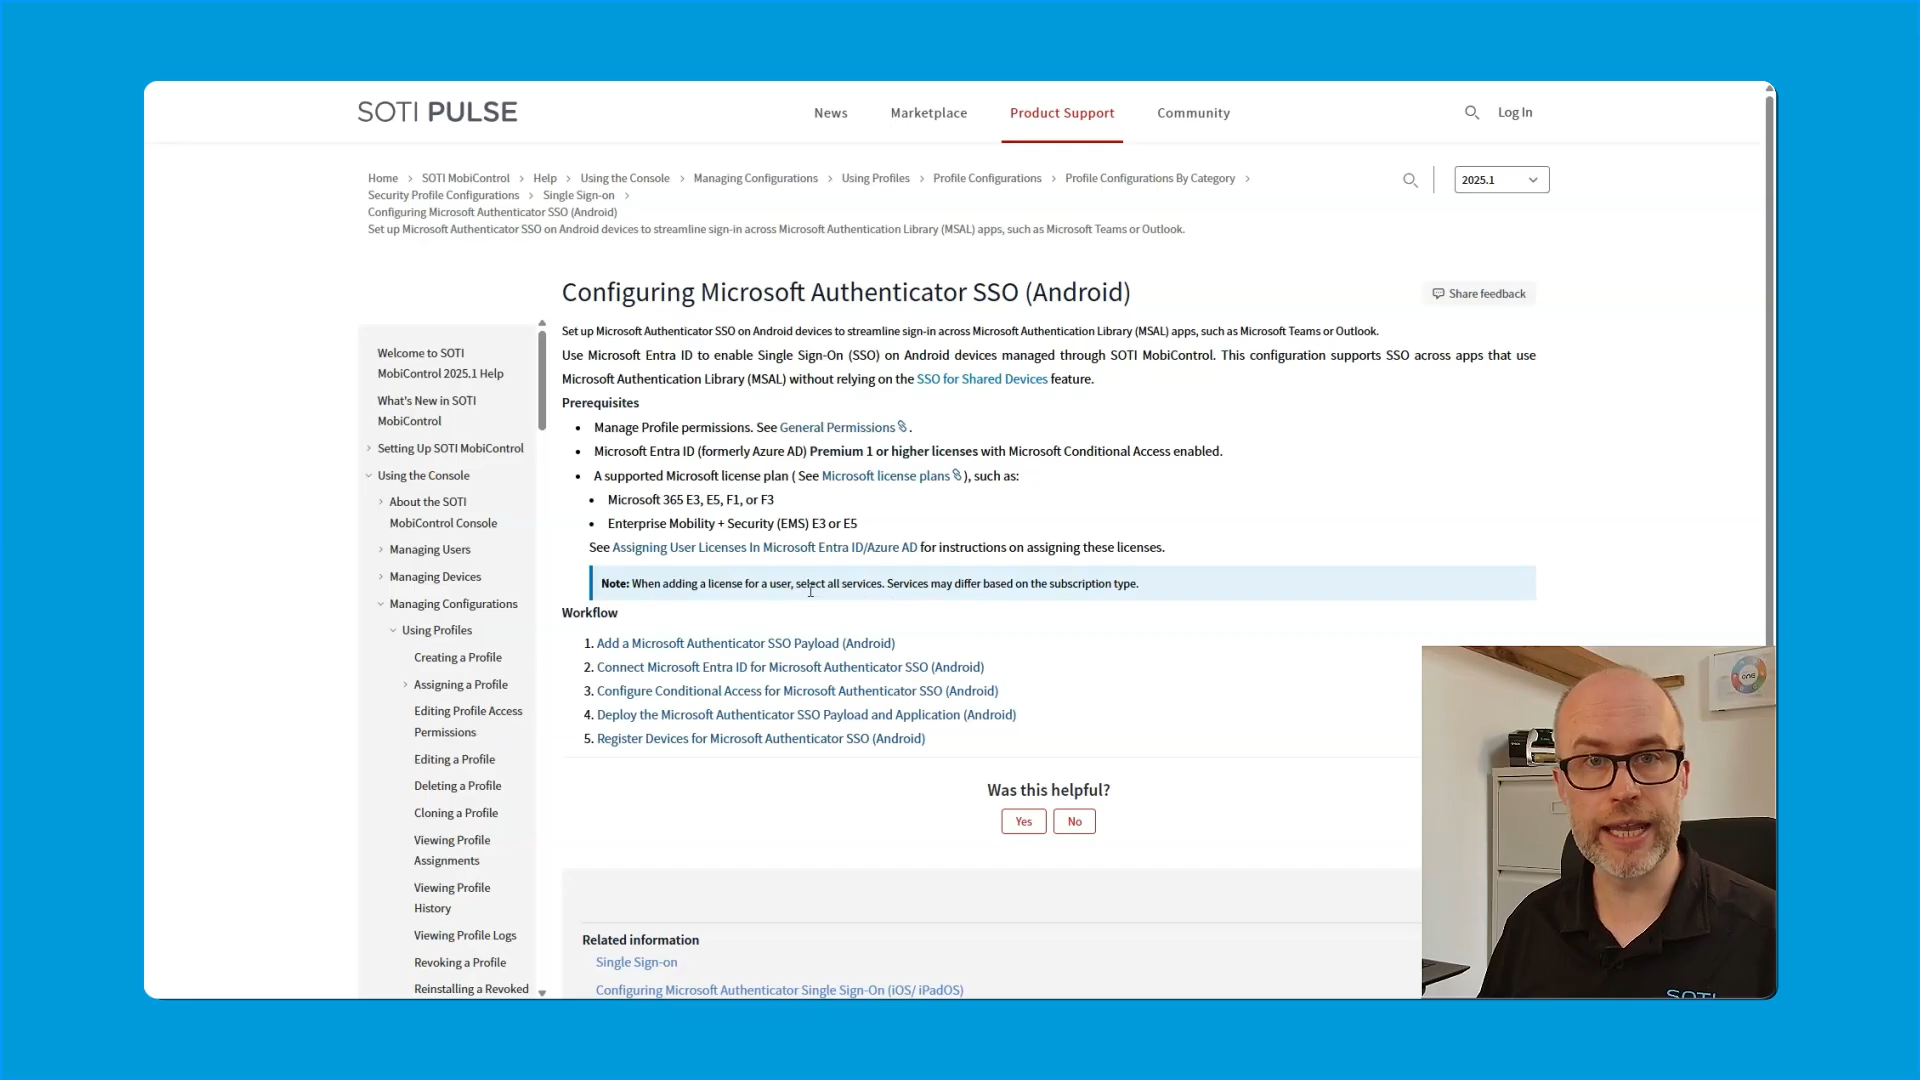 SOTI PULSE
News
Marketplace
Product Support
Community
Log In
Home > SOTI MobiControl > Help > Using the Console > Managing Configurations > Using Profiles > Profile Configurations > Profile Configurations By Category >
Security Profile Configurations > Single Sign-on >
Configuring Microsoft Authenticator SSO (Android)
Set up Microsoft Authenticator SSO on Android devices to streamline sign-in across Microsoft Authentication Library (MSAL) apps, such as Microsoft Teams or Outlook.
2025.1
Welcome to SOTI
MobiControl 2025.1 Help
What's New in SOTI
MobiControl
Setting Up SOTI MobiControl
Using the Console
About the SOTI
MobiControl Console
Managing Users
Managing Devices
Managing Configurations
Using Profiles
Creating a Profile
Assigning a Profile
Editing Profile Access
Permissions
Editing a Profile
Deleting a Profile
Cloning a Profile
Viewing Profile
Assignments
Viewing Profile
History
Viewing Profile Logs
Revoking a Profile
Reinstalling a Revoked
Configuring Microsoft Authenticator SSO (Android)
Share feedback
Set up Microsoft Authenticator SSO on Android devices to streamline sign-in across Microsoft Authentication Library (MSAL) apps, such as Microsoft Teams or Outlook.
Use Microsoft Entra ID to enable Single Sign-On (SSO) on Android devices managed through SOTI MobiControl. This configuration supports SSO across apps that use
Microsoft Authentication Library (MSAL) without relying on the SSO for Shared Devices feature.
Prerequisites
• Manage Profile permissions. See General Permissions.
• Microsoft Entra ID (formerly Azure AD) Premium 1 or higher licenses with Microsoft Conditional Access enabled.
• A supported Microsoft license plan ( See Microsoft license plans ), such as:
• Microsoft 365 E3, E5, F1, or F3
• Enterprise Mobility + Security (EMS) E3 or E5
See Assigning User Licenses In Microsoft Entra ID/Azure AD for instructions on assigning these licenses.
Note: When adding a license for a user, select all services. Services may differ based on the subscription type.
Workflow
1. Add a Microsoft Authenticator SSO Payload (Android)
2. Connect Microsoft Entra ID for Microsoft Authenticator SSO (Android)
3. Configure Conditional Access for Microsoft Authenticator SSO (Android)
4. Deploy the Microsoft Authenticator SSO Payload and Application (Android)
5. Register Devices for Microsoft Authenticator SSO (Android)
Was this helpful?
Yes
No
Related information
Single Sign-on
Configuring Microsoft Authenticator Single Sign-On (iOS/ iPadOS)
ONE
SOTI